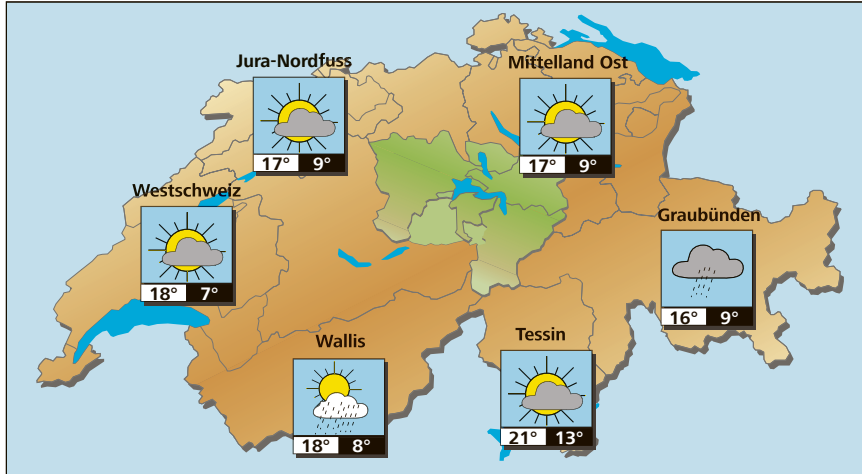 Jura-Nordfuss
17° 9°
Mittelland Ost
17° 9°
Westschweiz
18° 7°
Graubünden
16° 9°
Wallis
18° 8°
Tessin
21° 13°